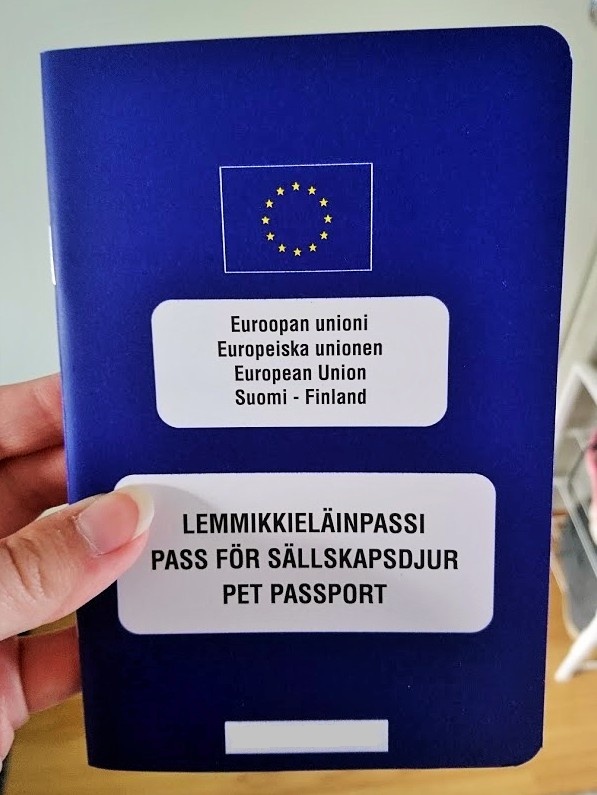 Euroopan unioni
Europeiska unionen
European Union
Suomi - Finland
LEMMIKKIELÄINPASSI
PASS FÖR SÄLLSKAPSDJUR
PET PASSPORT